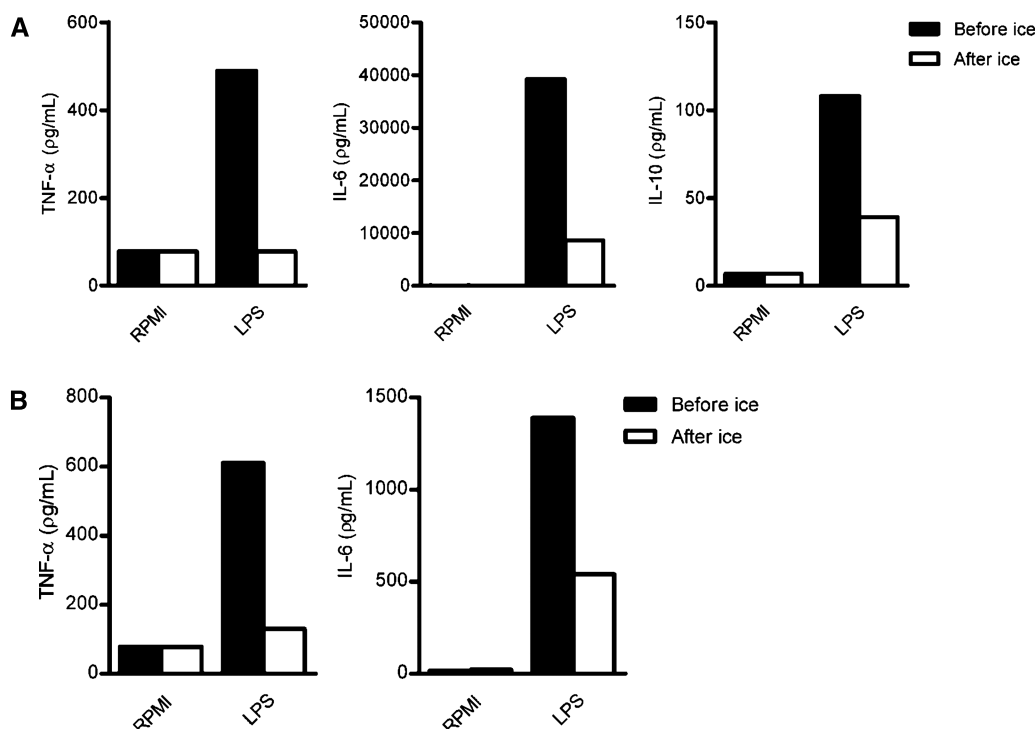 A
TNF-α (ρg/mL)
600
400
200
0
RPMI
LPS
IL-6 (ρg/mL)
50000
40000
30000
20000
10000
0
RPMI
LPS
IL-10 (ρg/mL)
150
100
50
0
RPMI
LPS
Before ice
After ice
B
TNF-α (ρg/mL)
800
600
400
200
0
RPMI
LPS
IL-6 (ρg/mL)
1500
1000
500
0
RPMI
LPS
Before ice
After ice